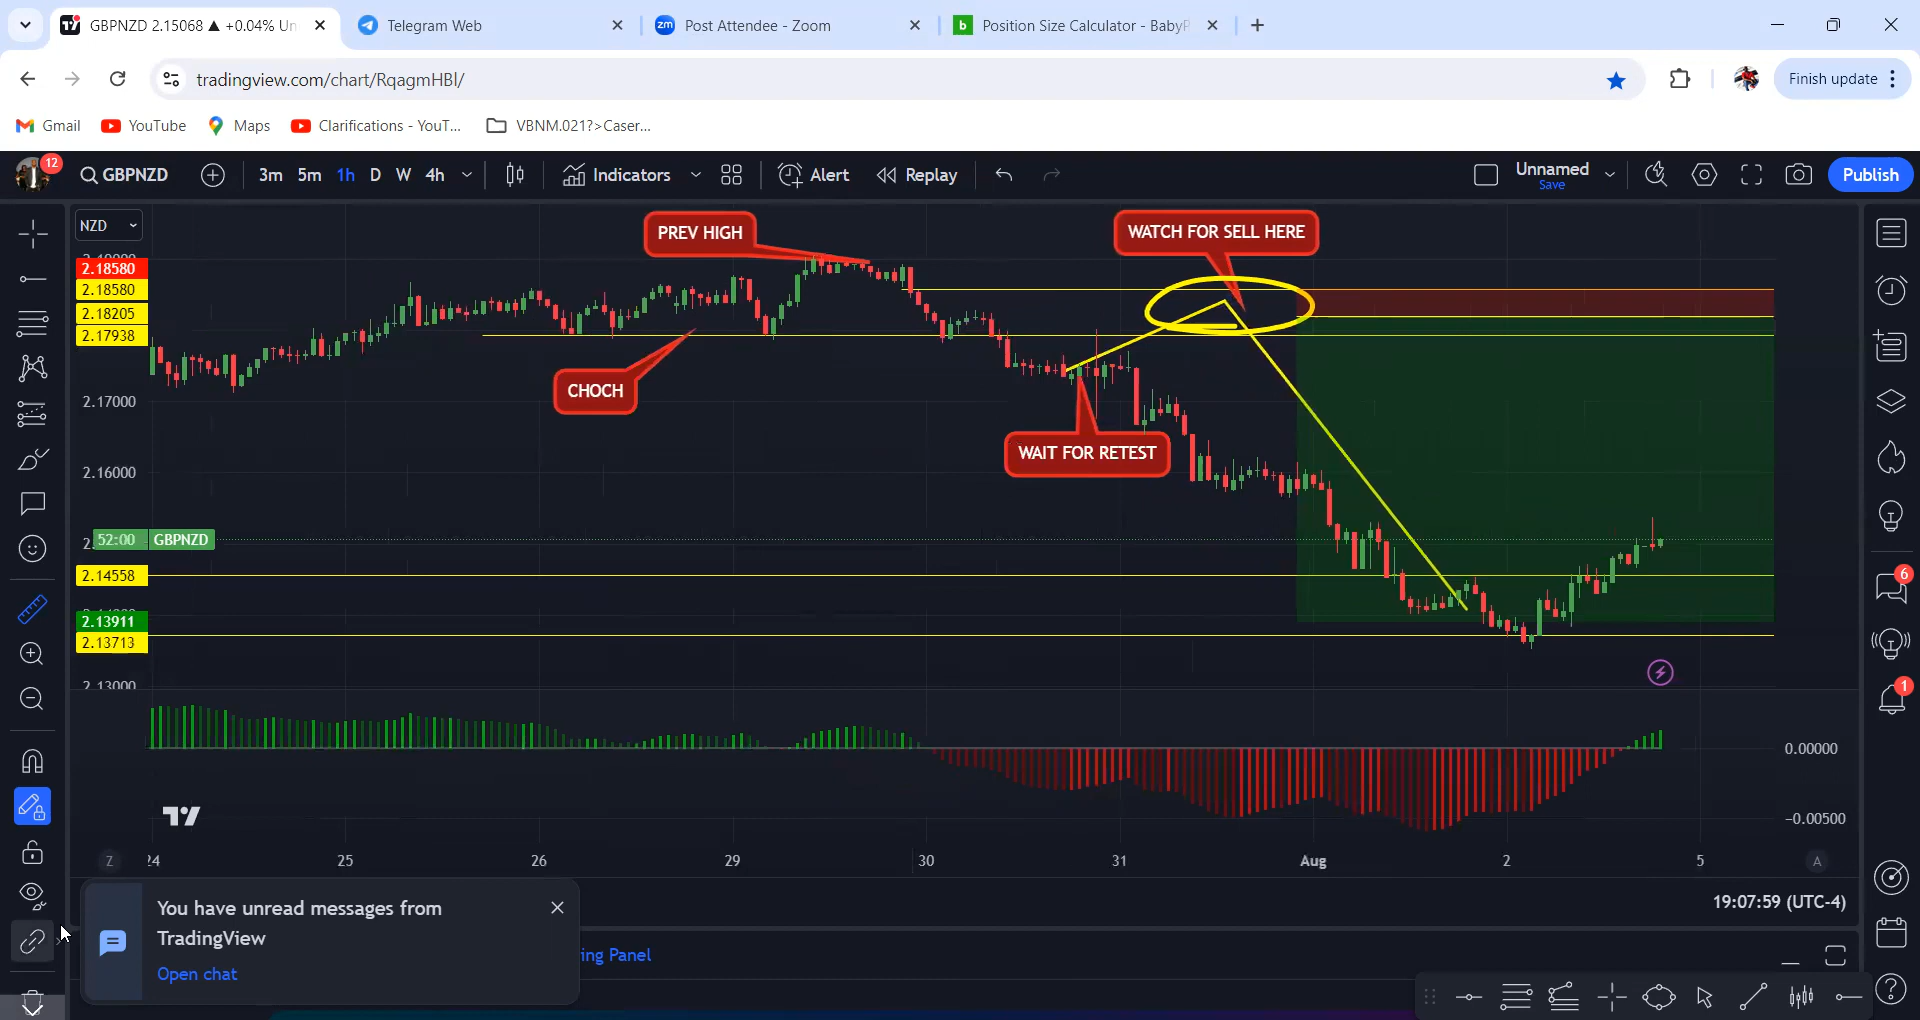 GBPNZD 2.15068 ▲ +0.04% Un
Telegram Web
zm Post Attendee - Zoom
b Position Size Calculator - BabyP
tradingview.com/chart/RqagmHBl/
Finish update
Gmail
YouTube
Maps
Clarifications - YouT...
VBNM.021?>Caser...
12
GBPNZD
3m 5m 1h D W 4h
Indicators
Alert
Replay
Unnamed
Save
Publish
NZD
PREV HIGH
WATCH FOR SELL HERE
2.18580
2.18580
2.18205
2.17938
CHOCH
2.17000
WAIT FOR RETEST
2.16000
52:00 GBPNZD
2.14558
6
2.13911
2.13713
2.13000
1
0.00000
-0.00500
Z 24 25 26 29 30 31 Aug 2 5 A
19:07:59 (UTC-4)
You have unread messages from
TradingView
Open chat
ing Panel